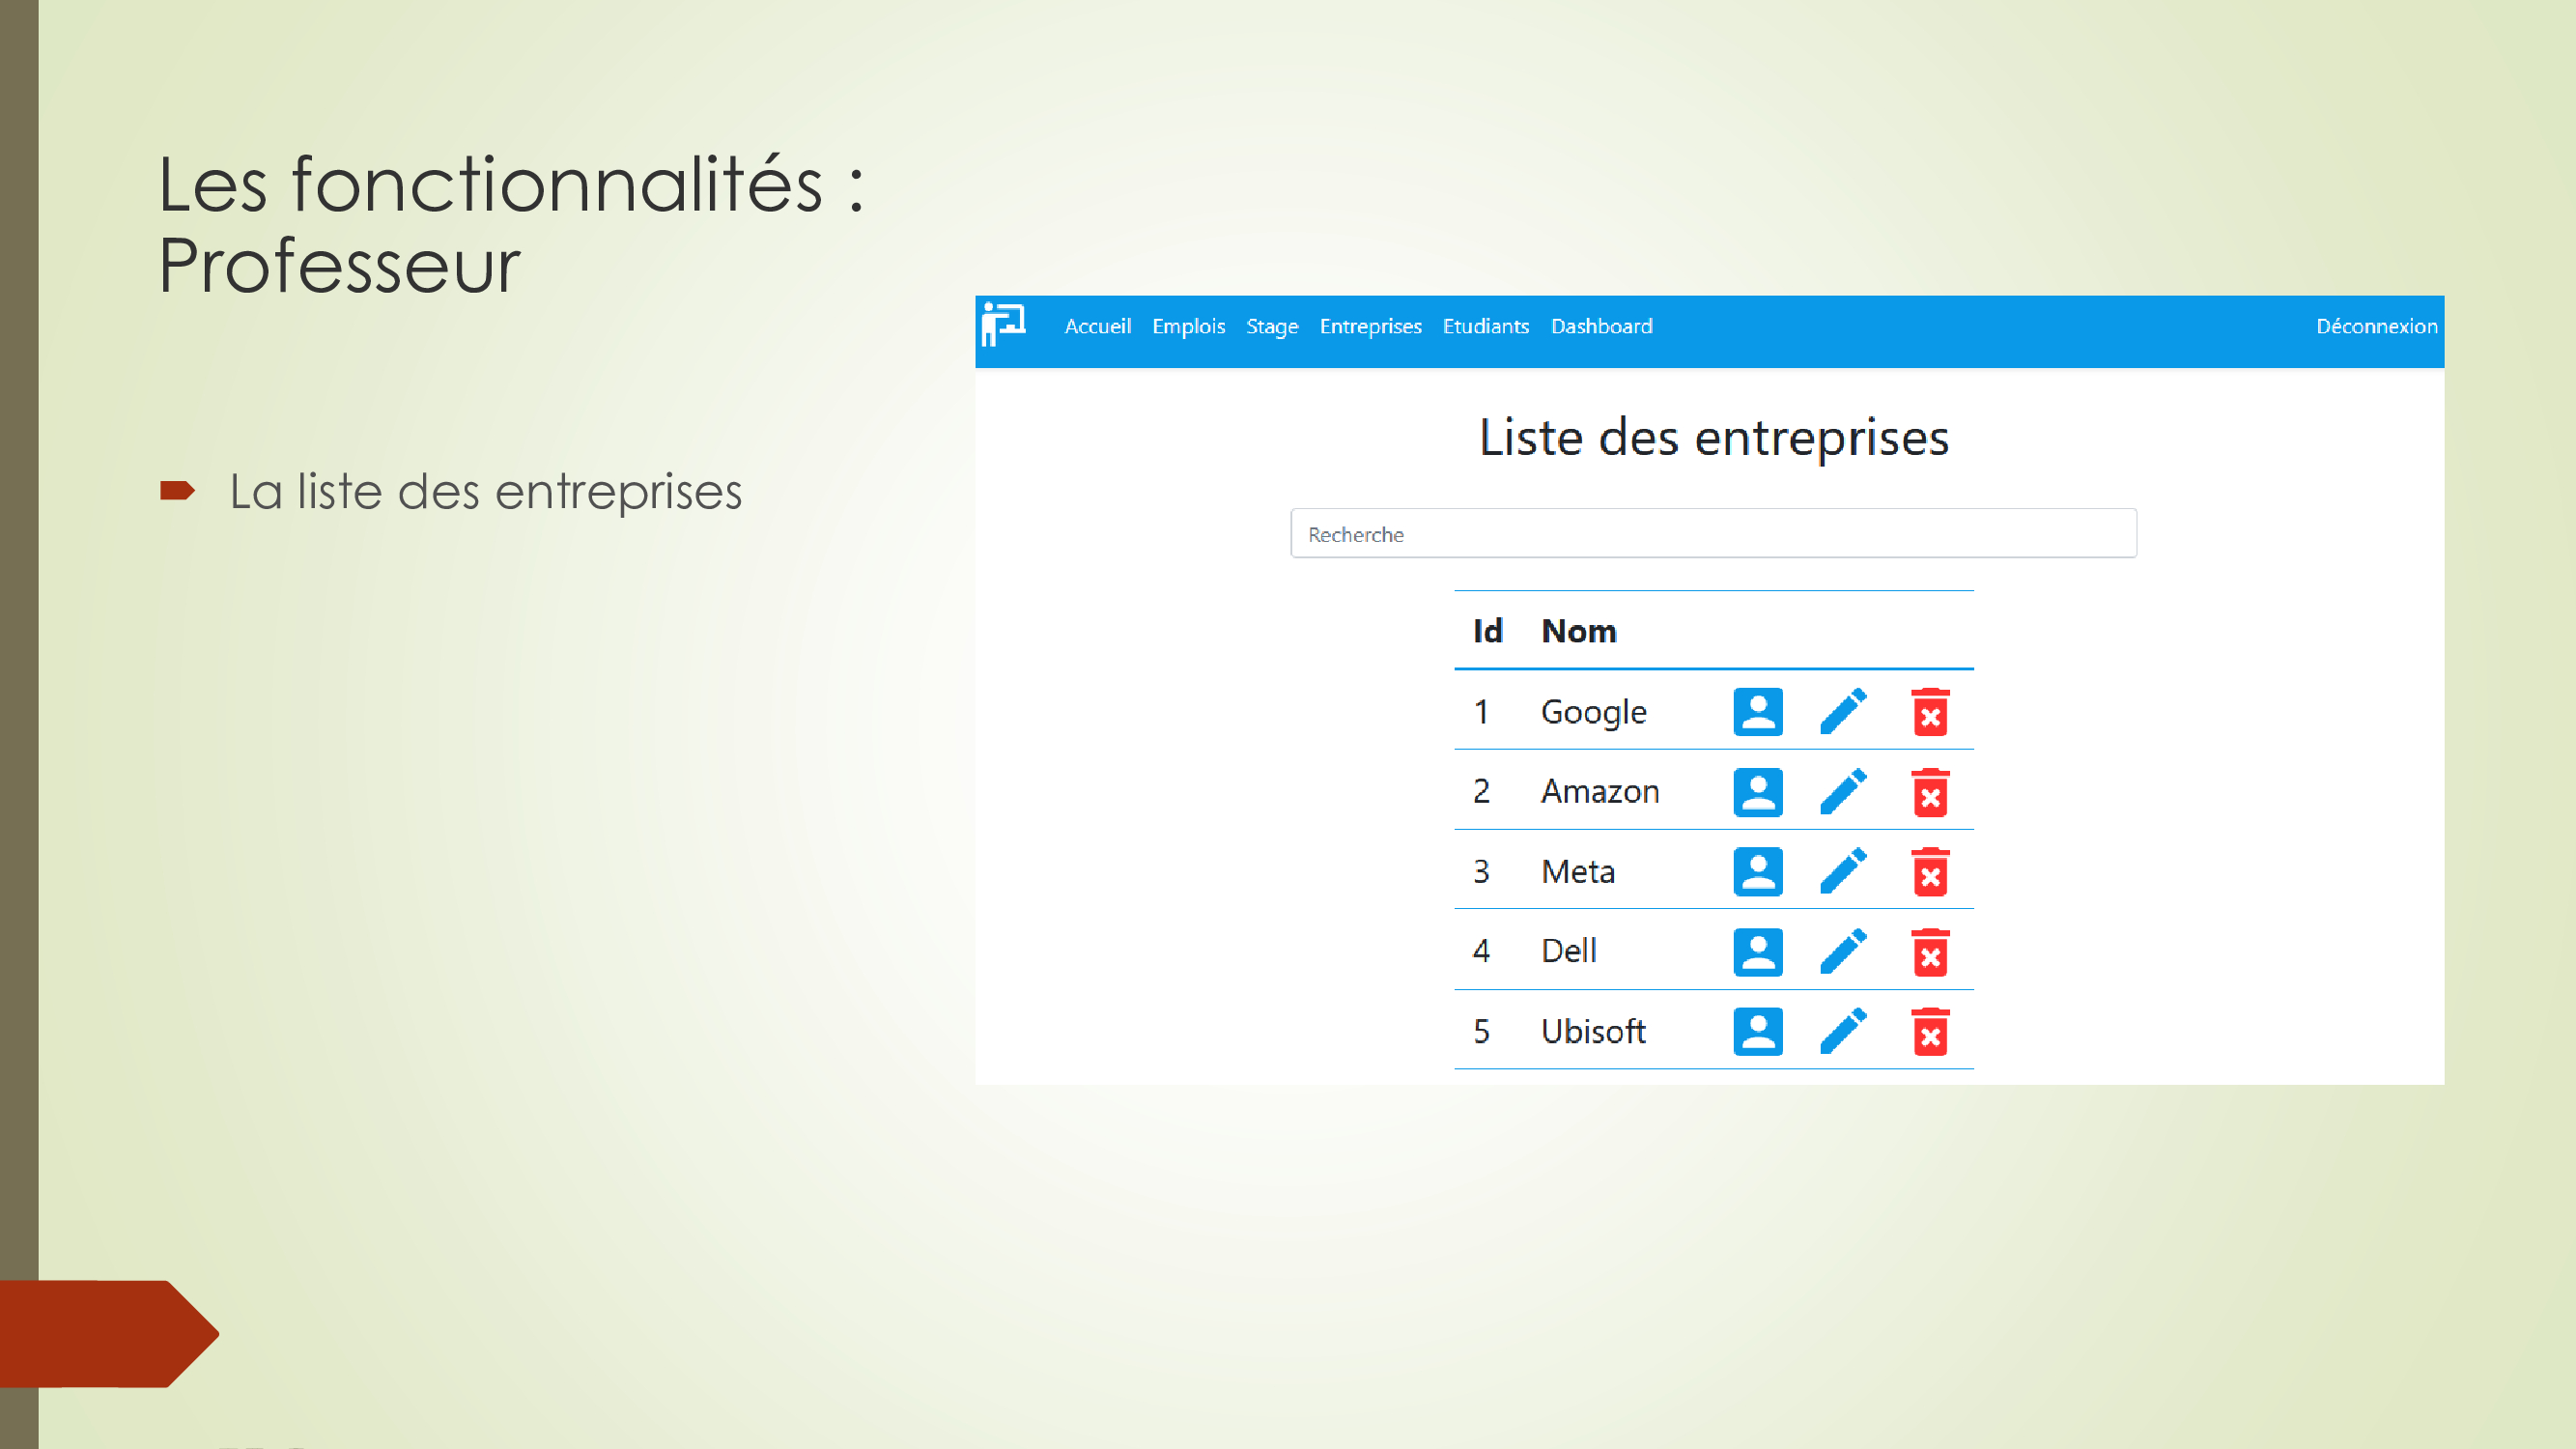 Les fonctionnalités :
Professeur
La liste des entreprises
Accueil Emplois Stage Entreprises Etudiants Dashboard Déconnexion
Liste des entreprises
Recherche
Id Nom
1 Google
2 Amazon
3 Meta
4 Dell
5 Ubisoft